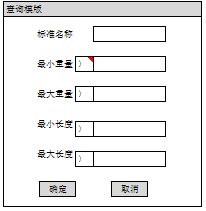 查询模版
标准名称
最小重量 )
最大重量 )
最小长度 )
最大长度 )
确定 取消